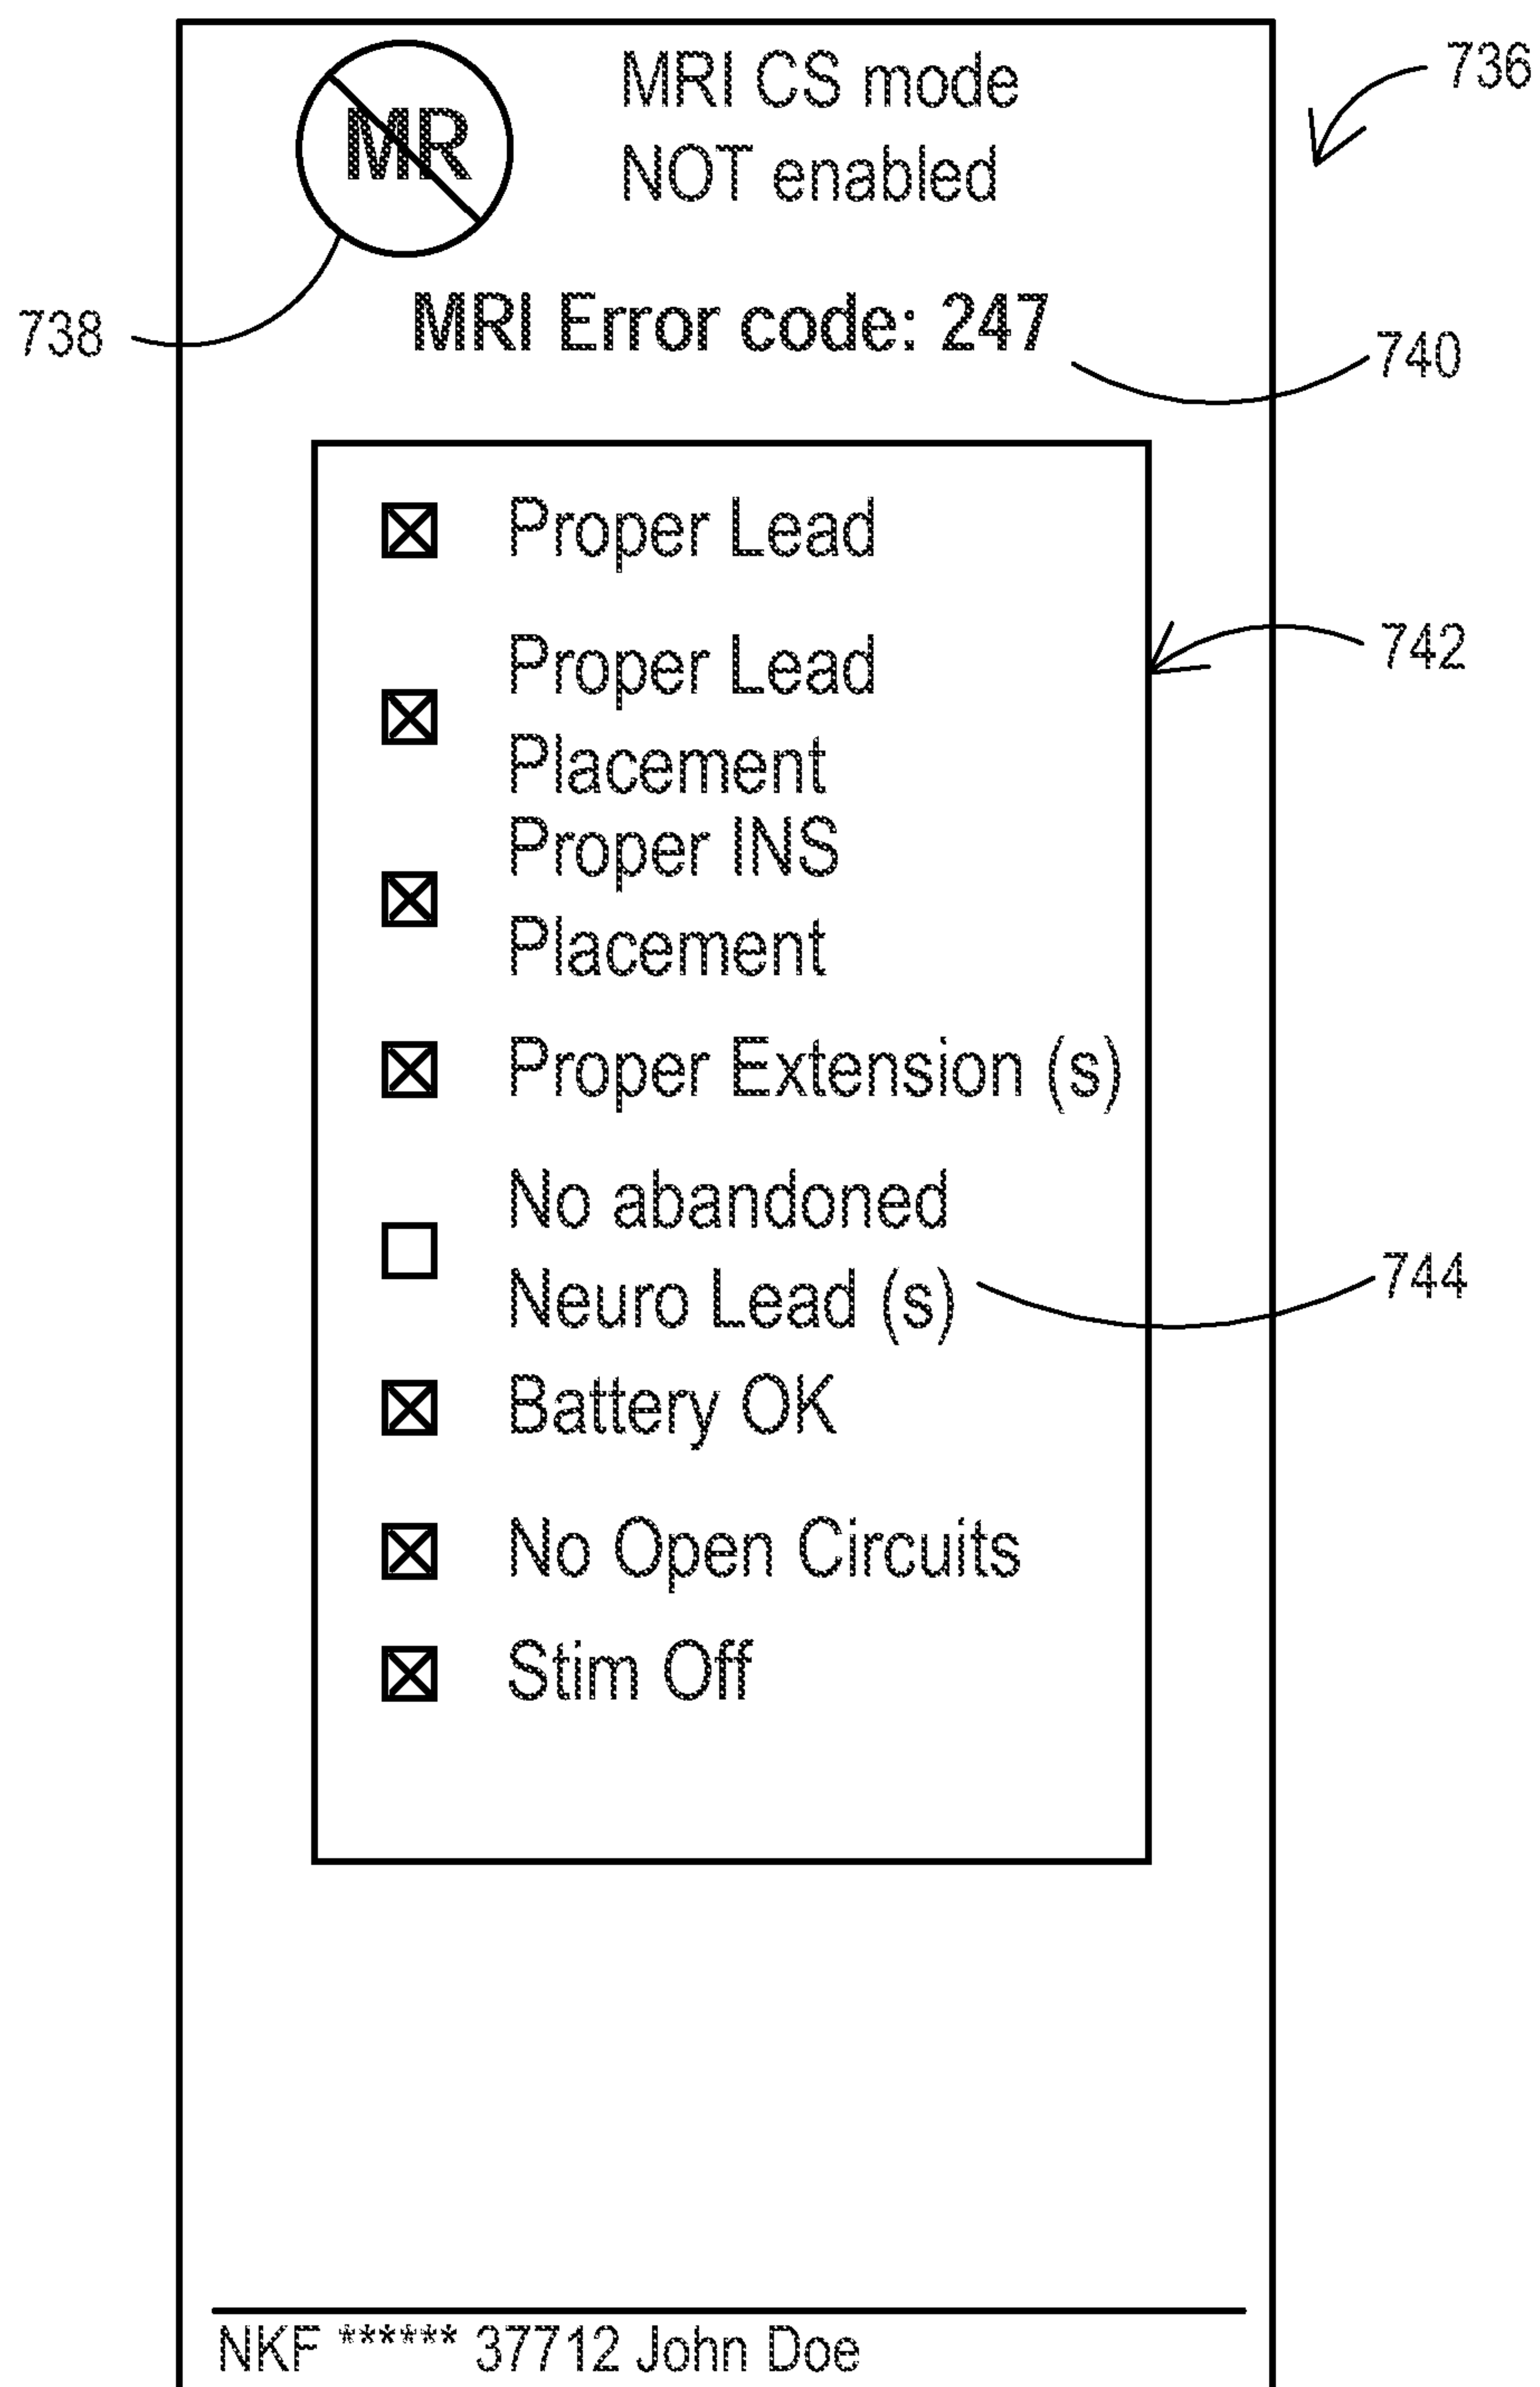 MRI CS mode
736
MR
NOT enabled
738
MRI Error code: 247
740
Proper Lead
Proper Lead
742
Placement
Proper INS
Placement
Proper Extension (s)
No abandoned
Neuro Lead (s)
744
Battery OK
No Open Circuits
Stim Off
NKF ****** 37712 John Doe